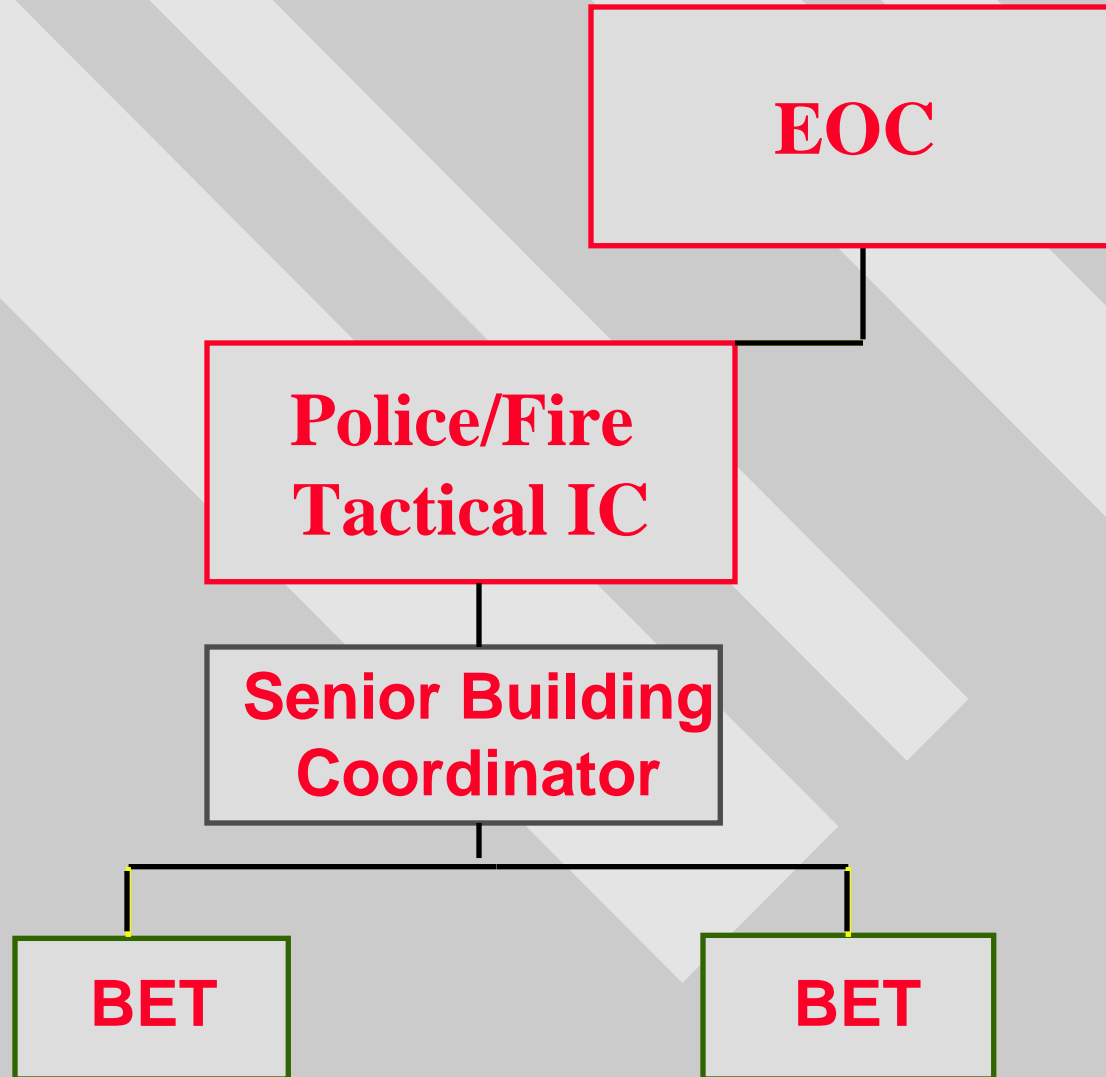 EOC
Police/Fire
Tactical IC
Senior Building
Coordinator
BET
BET